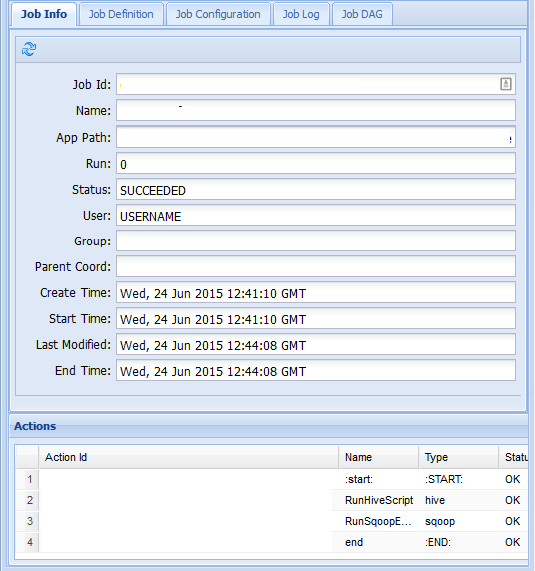 Job Info Job Definition Job Configuration Job Log Job DAG
Job Id:
Name:
App Path:
Run: 0
Status: SUCCEEDED
User: USERNAME
Group:
Parent Coord:
Create Time: Wed, 24 Jun 2015 12:41:10 GMT
Start Time: Wed, 24 Jun 2015 12:41:10 GMT
Last Modified: Wed, 24 Jun 2015 12:44:08 GMT
End Time: Wed, 24 Jun 2015 12:44:08 GMT
Actions
Action Id Name Type Statu
1 :start: :START: OK
2 RunHiveScript hive OK
3 RunSqoopE... sqoop OK
4 end :END: OK